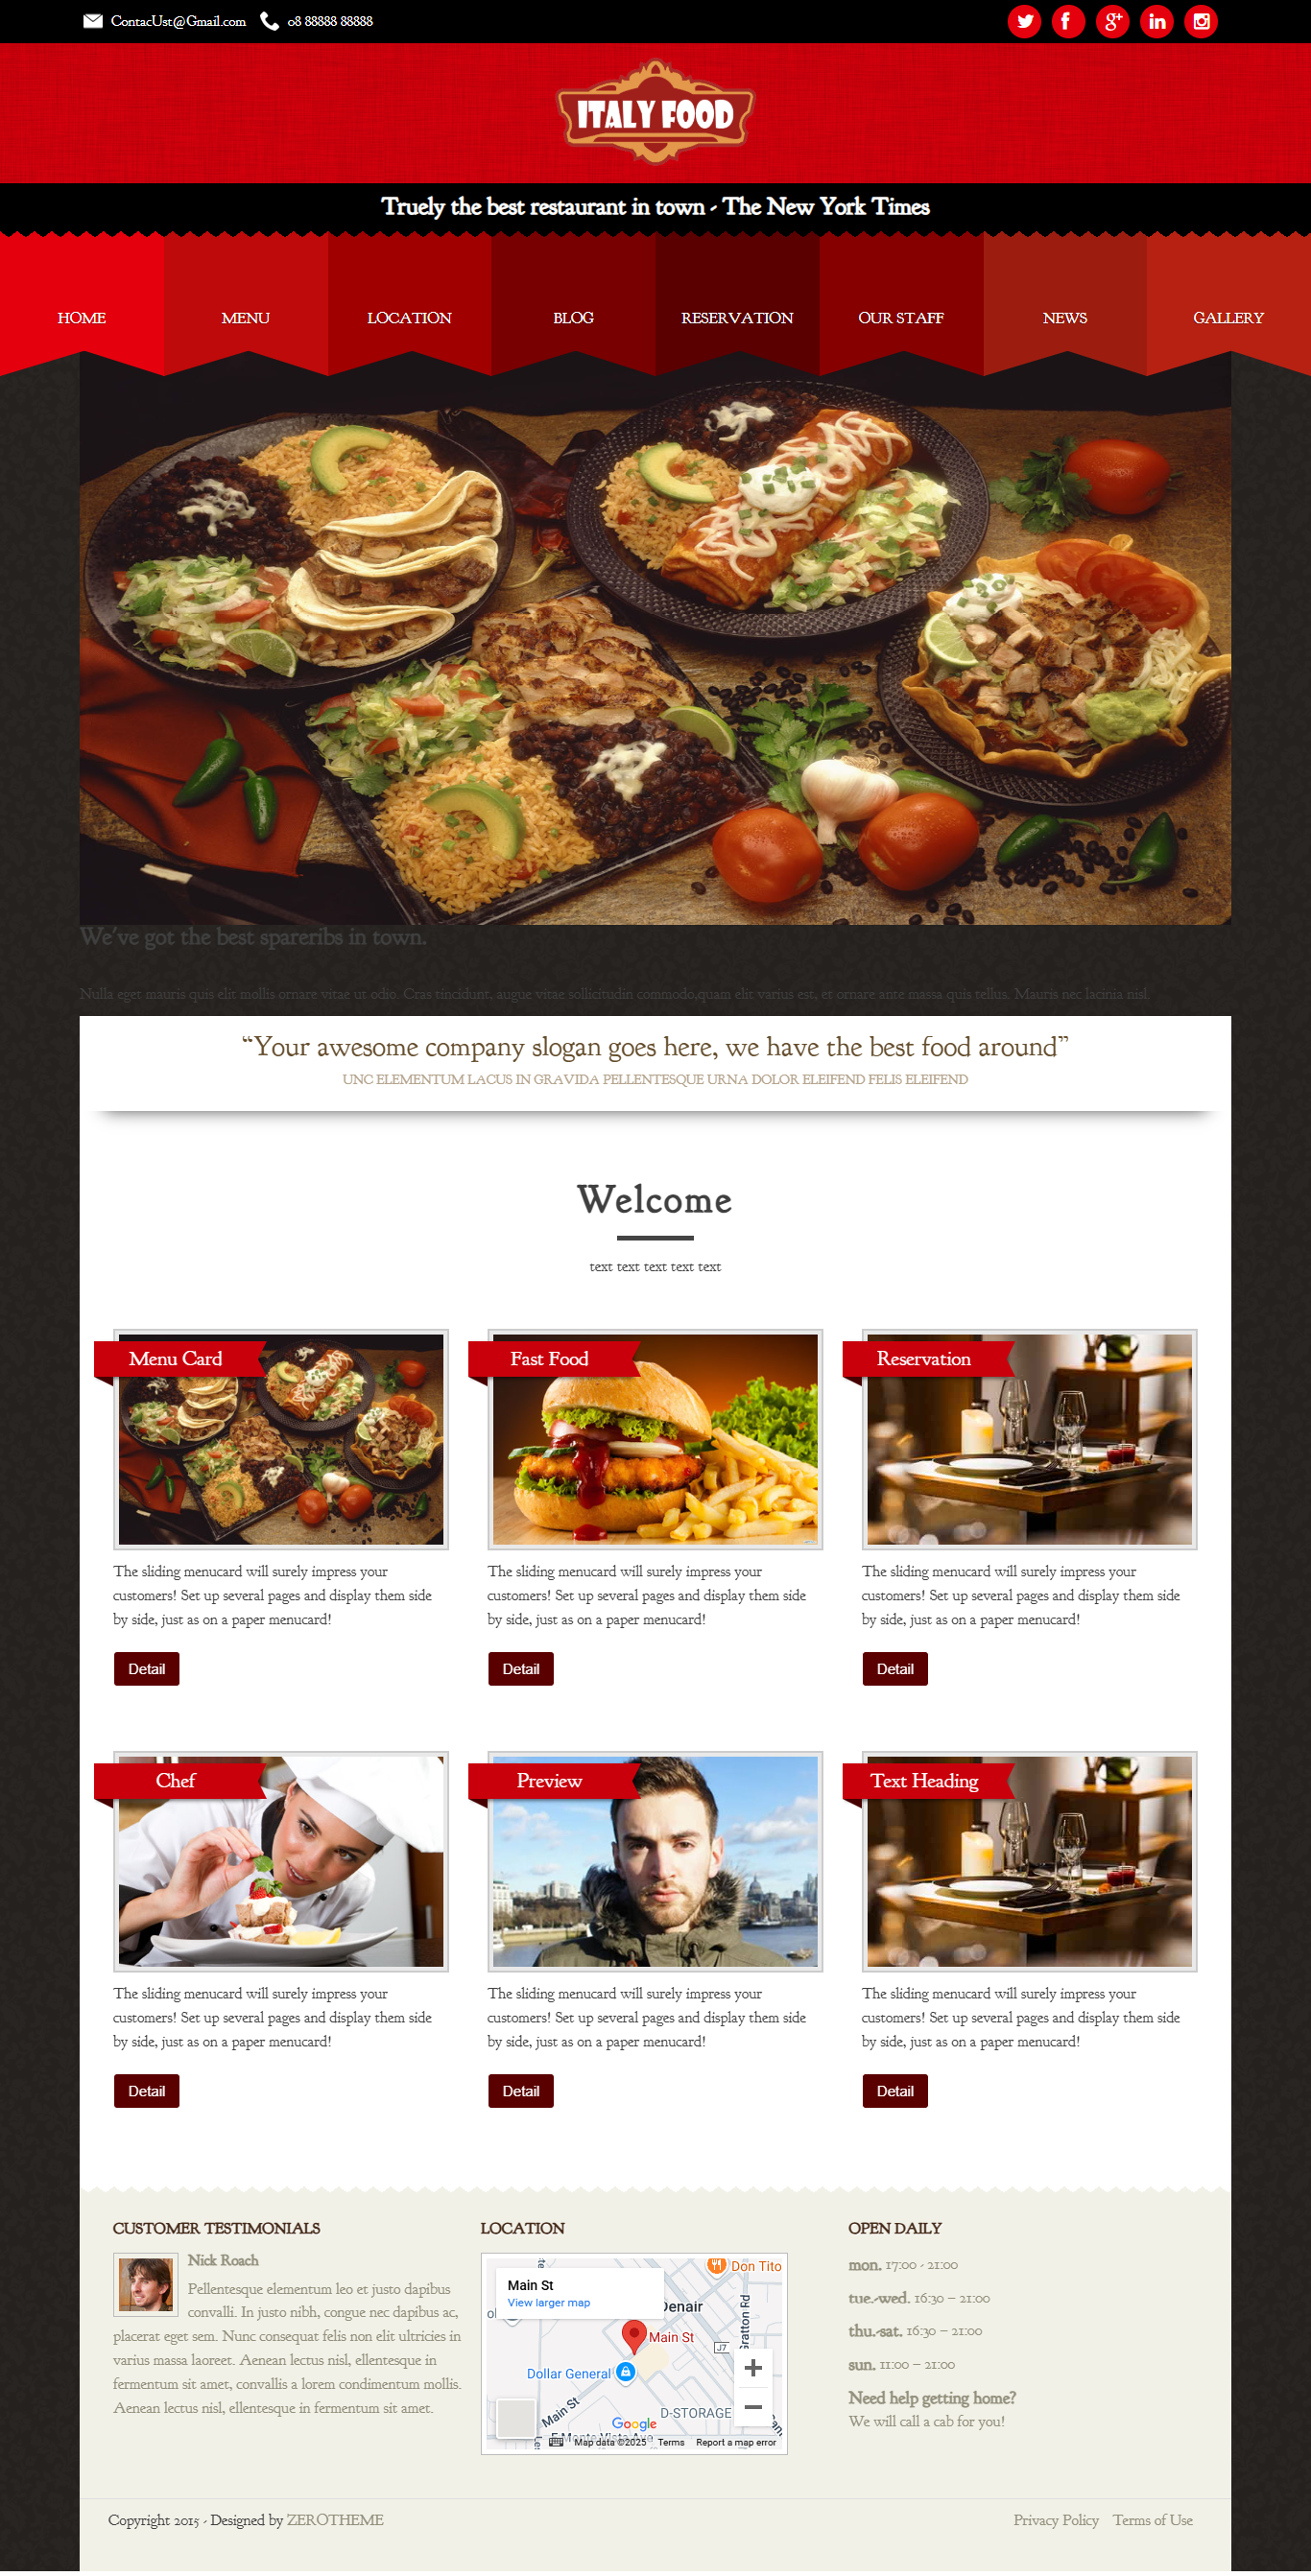 ContacUst@Gmail.com 08 88888 88888
ITALY FOOD
Truely the best restaurant in town - The New York Times
HOME MENU LOCATION BLOG RESERVATION OUR STAFF NEWS GALLERY
We've got the best spareribs in town.
Nulla eget mauris quis elit mollis ornare vitae ut odio. Cras tincidunt, augue vitae sollicitudin commodo,quam elit varius est, et ornare ante massa quis tellus. Mauris nec lacinia nisl.
“Your awesome company slogan goes here, we have the best food around”
UNC ELEMENTUM LACUS IN GRAVIDA PELLENTESQUE URNA DOLOR ELEIFEND FELIS ELEIFEND
Welcome
text text text text text
Menu Card
The sliding menucard will surely impress your
customers! Set up several pages and display them side
by side, just as on a paper menucard!
Detail
Fast Food
The sliding menucard will surely impress your
customers! Set up several pages and display them side
by side, just as on a paper menucard!
Detail
Reservation
The sliding menucard will surely impress your
customers! Set up several pages and display them side
by side, just as on a paper menucard!
Detail
Chef
The sliding menucard will surely impress your
customers! Set up several pages and display them side
by side, just as on a paper menucard!
Detail
Preview
The sliding menucard will surely impress your
customers! Set up several pages and display them side
by side, just as on a paper menucard!
Detail
Text Heading
The sliding menucard will surely impress your
customers! Set up several pages and display them side
by side, just as on a paper menucard!
Detail
CUSTOMER TESTIMONIALS
Nick Roach
Pellentesque elementum leo et justo dapibus
convalli. In justo nibh, congue nec dapibus ac,
placerat eget sem. Nunc consequat felis non elit ultricies in
varius massa laoreet. Aenean lectus nisl, ellentesque in
fermentum sit amet, convallis a lorem condimentum mollis.
Aenean lectus nisl, ellentesque in fermentum sit amet.
LOCATION
Don Tito
Main St
View larger map
Denair
Gratton Rd
Main St
J7
Dollar General
Main St
D-STORAGE
Google
E Monte Vista Ave
Map data ©2025 Terms Report a map error
OPEN DAILY
mon. 17:00 - 21:00
tue.-wed. 16:30 – 21:00
thu.-sat. 16:30 – 21:00
sun. 11:00 – 21:00
Need help getting home?
We will call a cab for you!
Copyright 2015 - Designed by ZEROTHEME
Privacy Policy Terms of Use